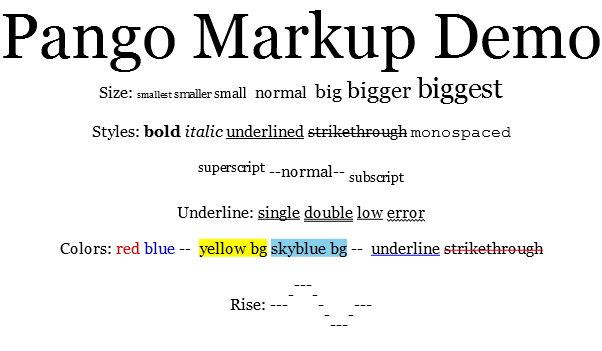 Pango Markup Demo
Size: smallest smaller small normal big bigger biggest
Styles: bold italic underlined strikethrough monospaced
superscript --normal-- subscript
Underline: single double low error
Colors: red blue -- yellow bg skyblue bg -- underline strikethrough
Rise: ---_---_-_---_---